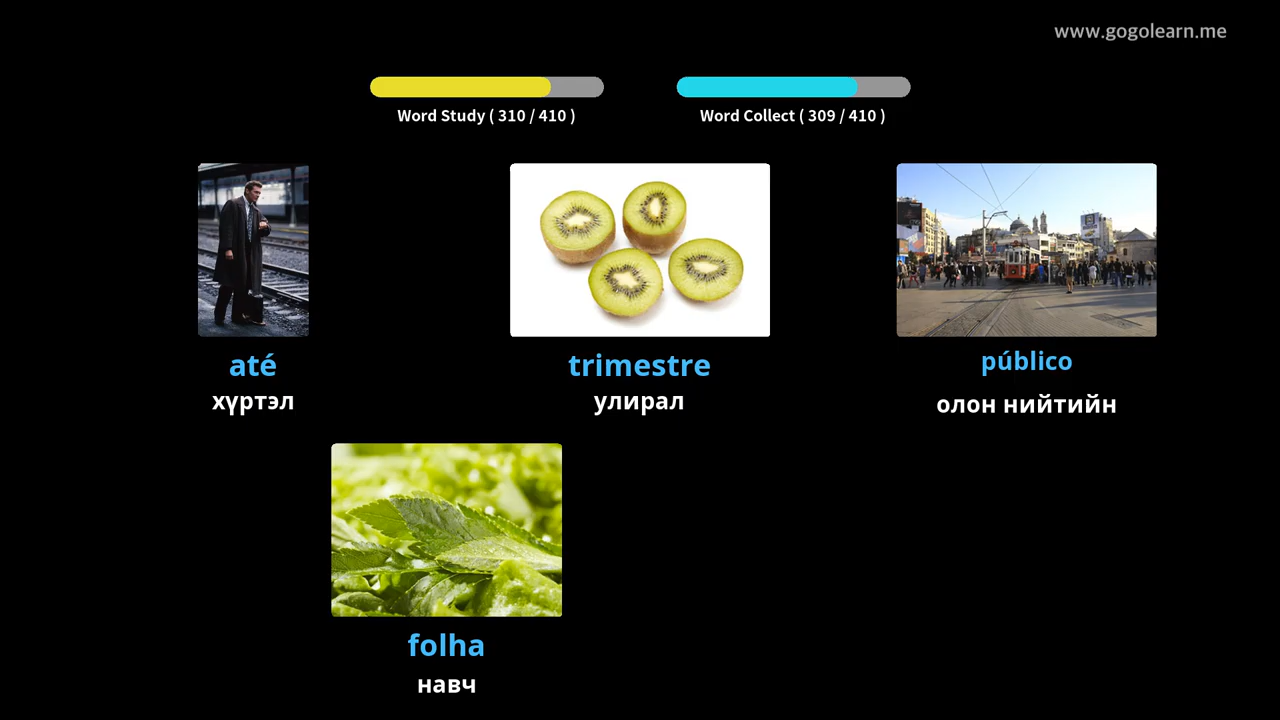 www.gogolearn.me
Word Study ( 310 / 410 )
Word Collect ( 309 / 410 )
até
хүртэл
trimestre
улирал
público
олон нийтийн
folha
навч